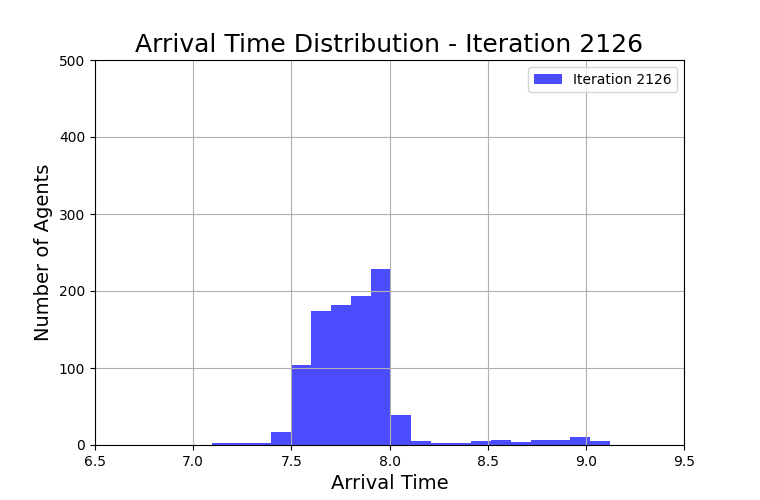 Arrival Time Distribution - Iteration 2126
Iteration 2126
500
400
300
200
100
0
Number of Agents
6.5 7.0 7.5 8.0 8.5 9.0 9.5
Arrival Time